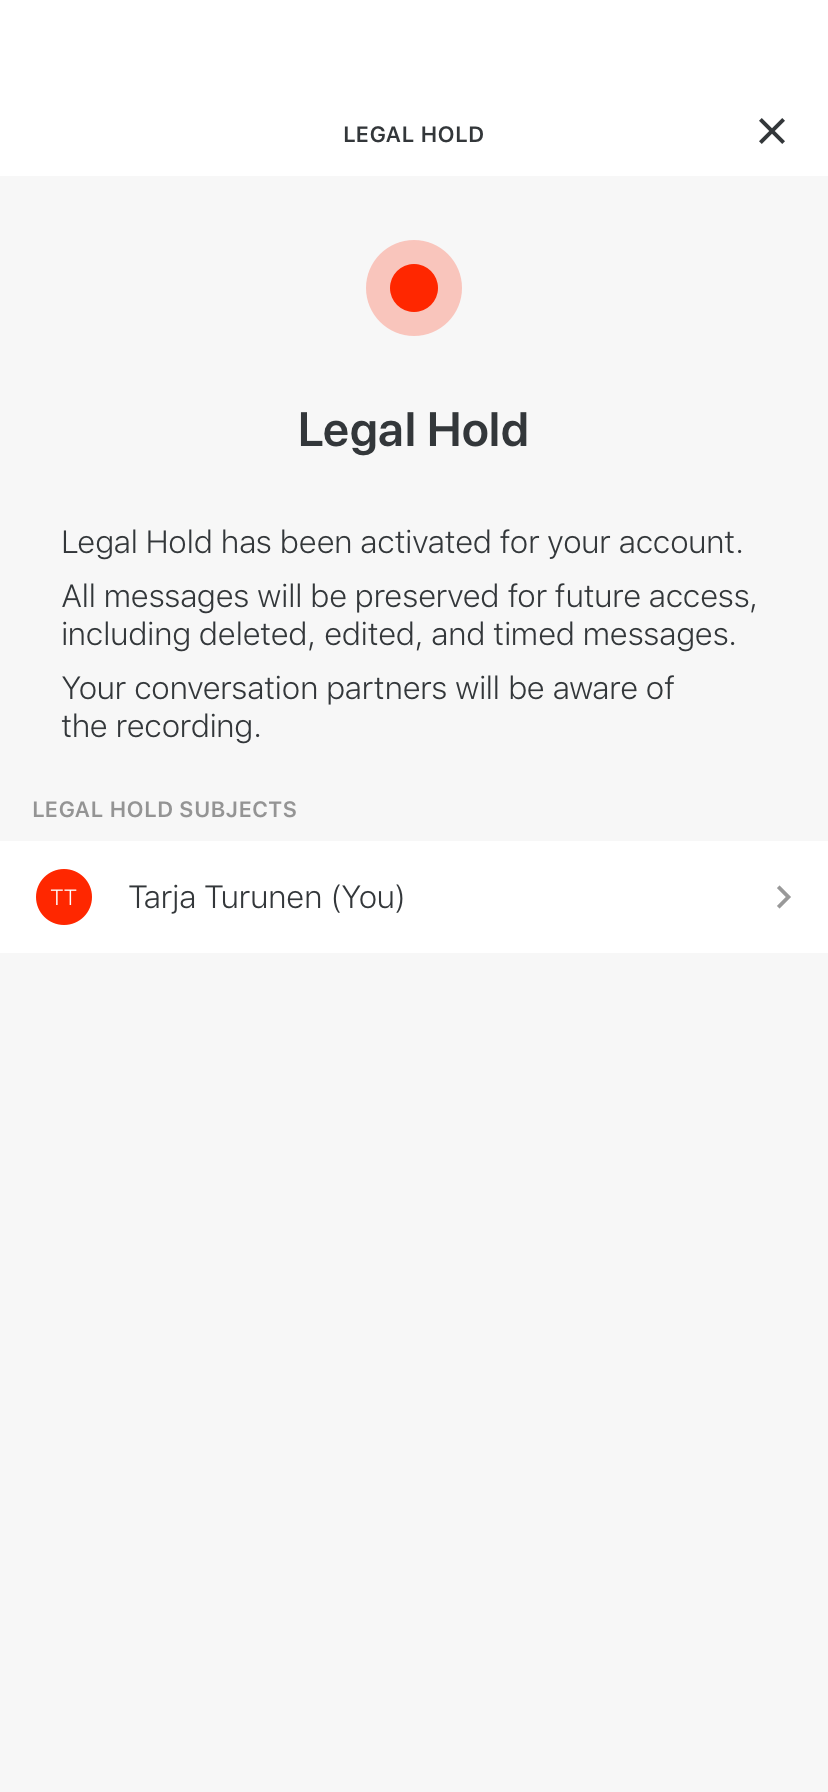 LEGAL HOLD
Legal Hold
Legal Hold has been activated for your account.
All messages will be preserved for future access,
including deleted, edited, and timed messages.
Your conversation partners will be aware of
the recording.
LEGAL HOLD SUBJECTS
TT
Tarja Turunen (You)